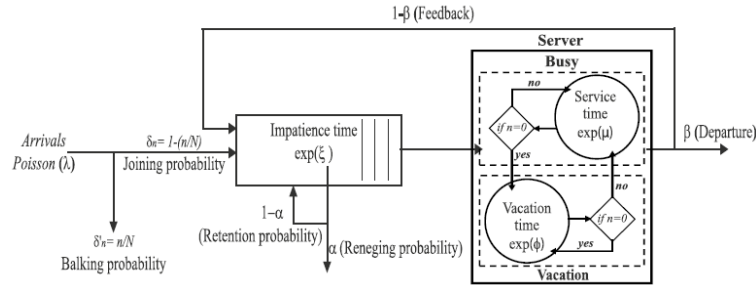 1-β (Feedback)
Server
Busy
no
Service
time
exp(μ)
if n=0
yes
Arrivals
Poisson (λ)
δn= 1-(n/N)
Joining probability
Impatience time
exp(ξ )
β (Departure)
δ'n= n/N
Balking probability
1-α
(Retention probability)
α (Reneging probability)
Vacation
time
exp(ϕ)
no
if n=0
yes
Vacation